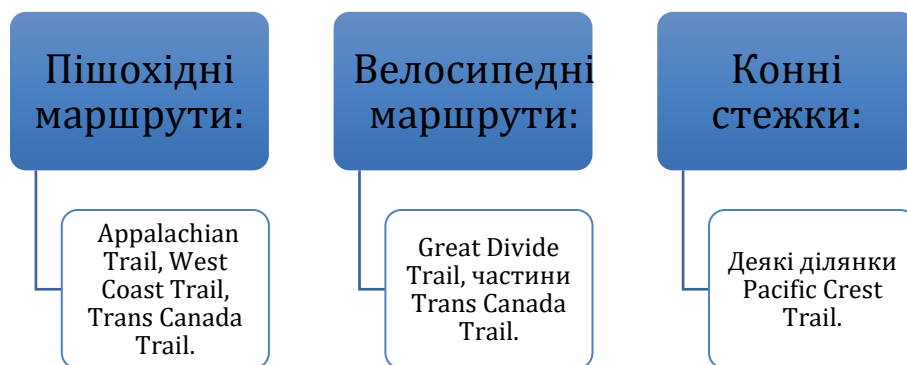 Пішохідні
маршрути:
Appalachian
Trail, West
Coast Trail,
Trans Canada
Trail.
Велосипедні
маршрути:
Great Divide
Trail, частини
Trans Canada
Trail.
Конні
стежки:
Деякі ділянки
Pacific Crest
Trail.